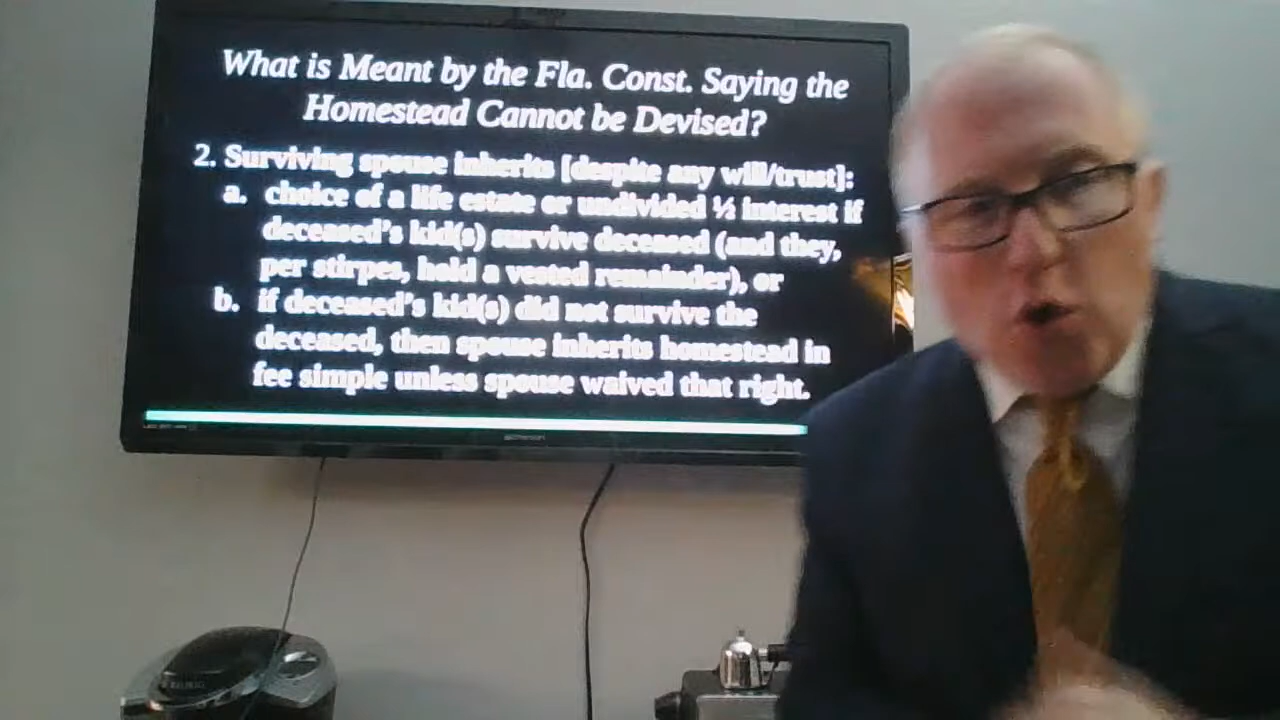 What is Meant by the Fla. Const. Saying the
Homestead Cannot be Devised?
2. Surviving spouse inherits [despite any will/trust]:
a. choice of a life estate or undivided ½ interest if
deceased's kid(s) survive deceased (and they,
per stirpes, hold a vested remainder), or
b. if deceased's kid(s) did not survive the
deceased, then spouse inherits homestead in
fee simple unless spouse waived that right.
KEURIG